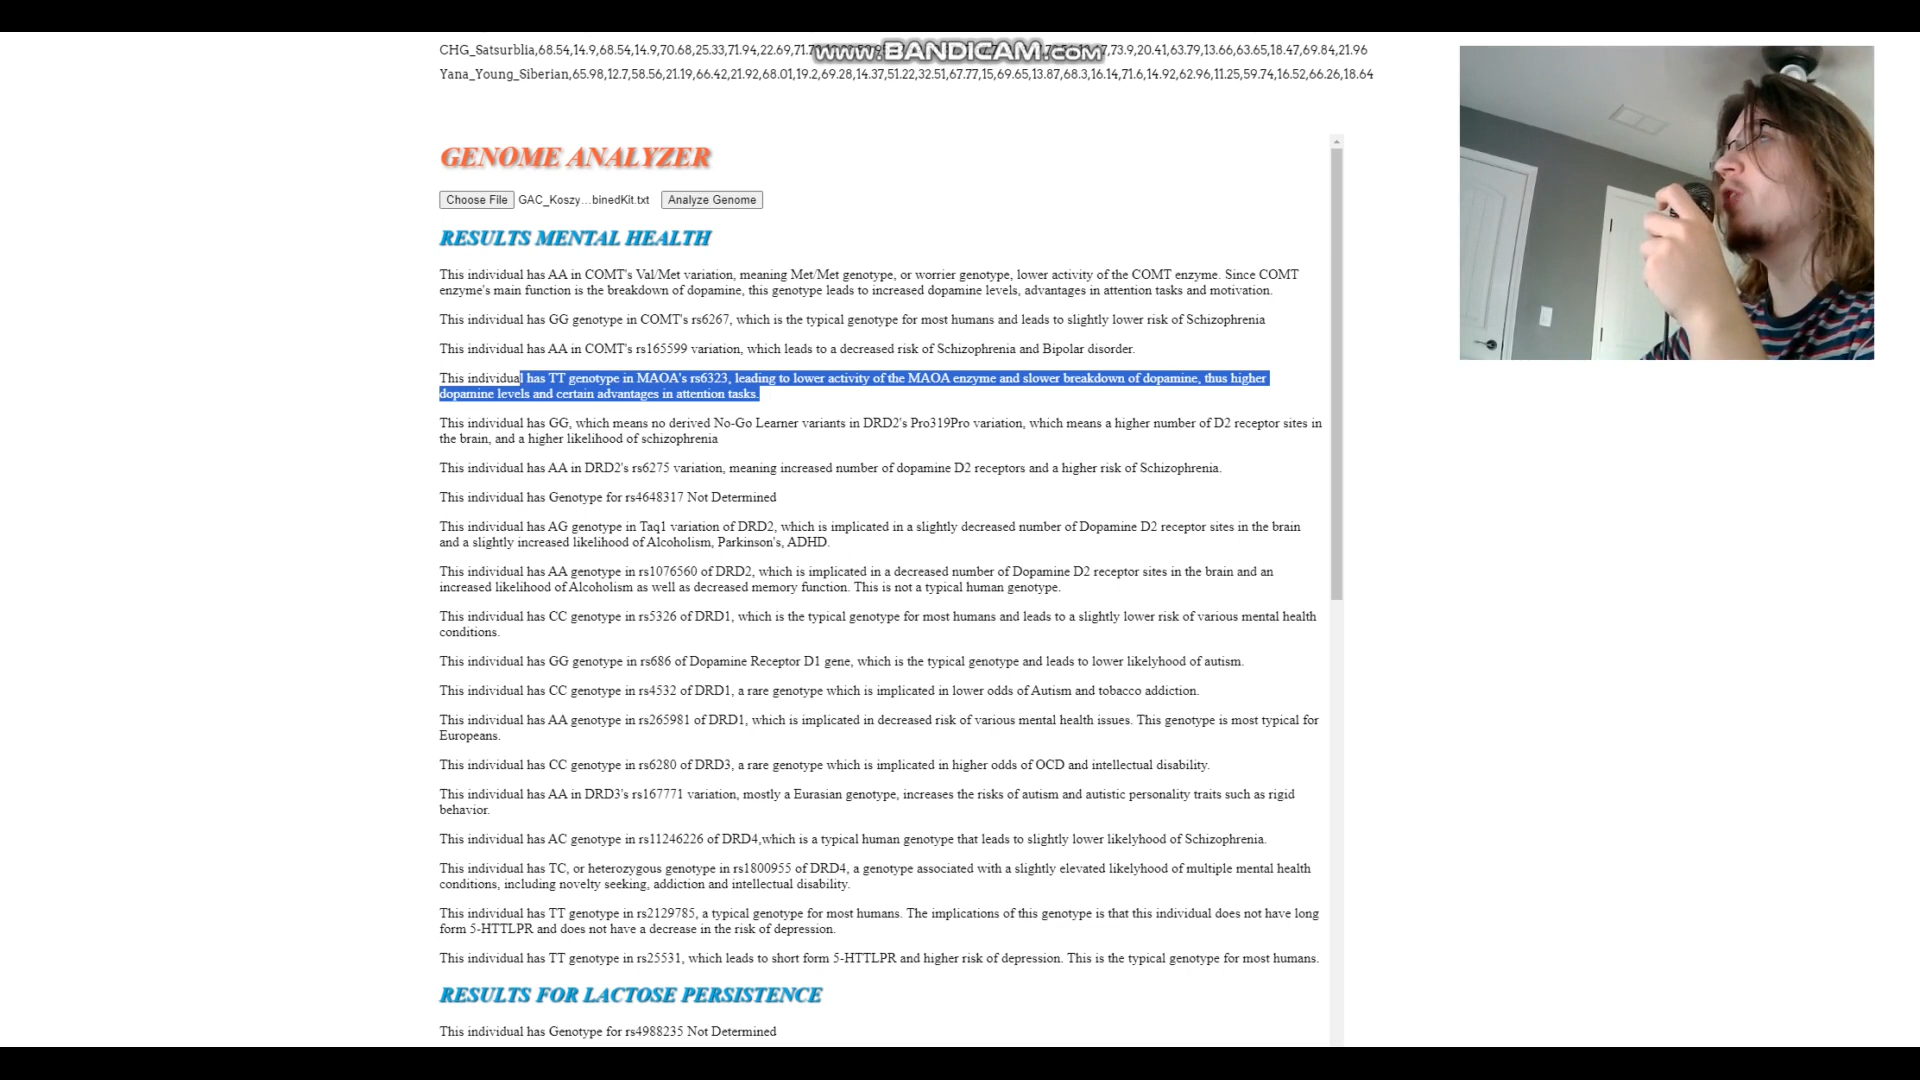 CHG_Satsurblia,68.54,14.9,68.54,14.9,70.68,25.33,71.94,22.69,71.7
73.9,20.41,63.79,13.66,63.65,18.47,69.84,21.96
www.BANDICAM.com
Yana_Young_Siberian,65.98,12.7,58.56,21.19,66.42,21.92,68.01,19.2,69.28,14.37,51.22,32.51,67.77,15,69.65,13.87,68.3,16.14,71.6,14.92,62.96,11.25,59.74,16.52,66.26,18.64
GENOME ANALYZER
Choose File GAC_Koszy...binedKit.txt Analyze Genome
RESULTS MENTAL HEALTH
This individual has AA in COMT's Val/Met variation, meaning Met/Met genotype, or worrier genotype, lower activity of the COMT enzyme. Since COMT
enzyme's main function is the breakdown of dopamine, this genotype leads to increased dopamine levels, advantages in attention tasks and motivation.
This individual has GG genotype in COMT's rs6267, which is the typical genotype for most humans and leads to slightly lower risk of Schizophrenia
This individual has AA in COMT's rs165599 variation, which leads to a decreased risk of Schizophrenia and Bipolar disorder.
This individual has TT genotype in MAOA's rs6323, leading to lower activity of the MAOA enzyme and slower breakdown of dopamine, thus higher
dopamine levels and certain advantages in attention tasks.
This individual has GG, which means no derived No-Go Learner variants in DRD2's Pro319Pro variation, which means a higher number of D2 receptor sites in
the brain, and a higher likelihood of schizophrenia
This individual has AA in DRD2's rs6275 variation, meaning increased number of dopamine D2 receptors and a higher risk of Schizophrenia.
This individual has Genotype for rs4648317 Not Determined
This individual has AG genotype in Taq1 variation of DRD2, which is implicated in a slightly decreased number of Dopamine D2 receptor sites in the brain
and a slightly increased likelihood of Alcoholism, Parkinson's, ADHD.
This individual has AA genotype in rs1076560 of DRD2, which is implicated in a decreased number of Dopamine D2 receptor sites in the brain and an
increased likelihood of Alcoholism as well as decreased memory function. This is not a typical human genotype.
This individual has CC genotype in rs5326 of DRD1, which is the typical genotype for most humans and leads to a slightly lower risk of various mental health
conditions.
This individual has GG genotype in rs686 of Dopamine Receptor D1 gene, which is the typical genotype and leads to lower likelyhood of autism.
This individual has CC genotype in rs4532 of DRD1, a rare genotype which is implicated in lower odds of Autism and tobacco addiction.
This individual has AA genotype in rs265981 of DRD1, which is implicated in decreased risk of various mental health issues. This genotype is most typical for
Europeans.
This individual has CC genotype in rs6280 of DRD3, a rare genotype which is implicated in higher odds of OCD and intellectual disability.
This individual has AA in DRD3's rs167771 variation, mostly a Eurasian genotype, increases the risks of autism and autistic personality traits such as rigid
behavior.
This individual has AC genotype in rs11246226 of DRD4,which is a typical human genotype that leads to slightly lower likelyhood of Schizophrenia.
This individual has TC, or heterozygous genotype in rs1800955 of DRD4, a genotype associated with a slightly elevated likelyhood of multiple mental health
conditions, including novelty seeking, addiction and intellectual disability.
This individual has TT genotype in rs2129785, a typical genotype for most humans. The implications of this genotype is that this individual does not have long
form 5-HTTLPR and does not have a decrease in the risk of depression.
This individual has TT genotype in rs25531, which leads to short form 5-HTTLPR and higher risk of depression. This is the typical genotype for most humans.
RESULTS FOR LACTOSE PERSISTENCE
This individual has Genotype for rs4988235 Not Determined